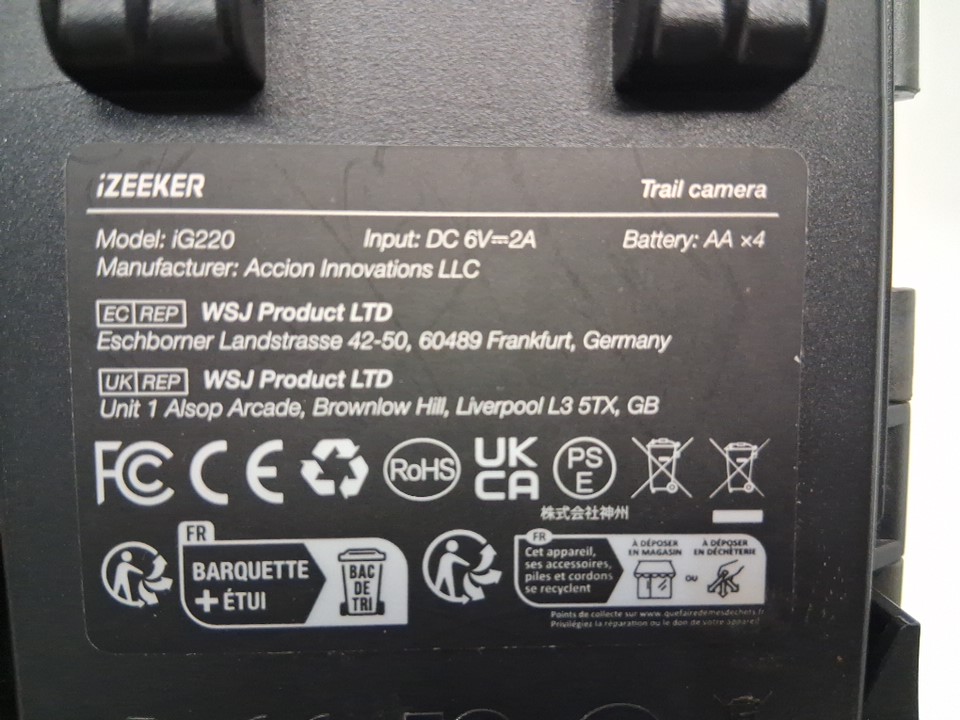 iZEEKER Trail camera
Model: iG220 Input: DC 6V⎓2A Battery: AA ×4
Manufacturer: Accion Innovations LLC
EC REP WSJ Product LTD
Eschborner Landstrasse 42-50, 60489 Frankfurt, Germany
UK REP WSJ Product LTD
Unit 1 Alsop Arcade, Brownlow Hill, Liverpool L3 5TX, GB
FC CE RoHS UK CA PS E
株式会社神州
FR
BARQUETTE
+ ÉTUI
BAC
DE
TRI
FR
Cet appareil,
ses accessoires,
piles et cordons
se recyclent
À DÉPOSER
EN MAGASIN
OU
À DÉPOSER
EN DÉCHÈTERIE
Points de collecte sur www.quefairedemesdechets.fr
Privilégiez la réparation ou le don de votre appareil